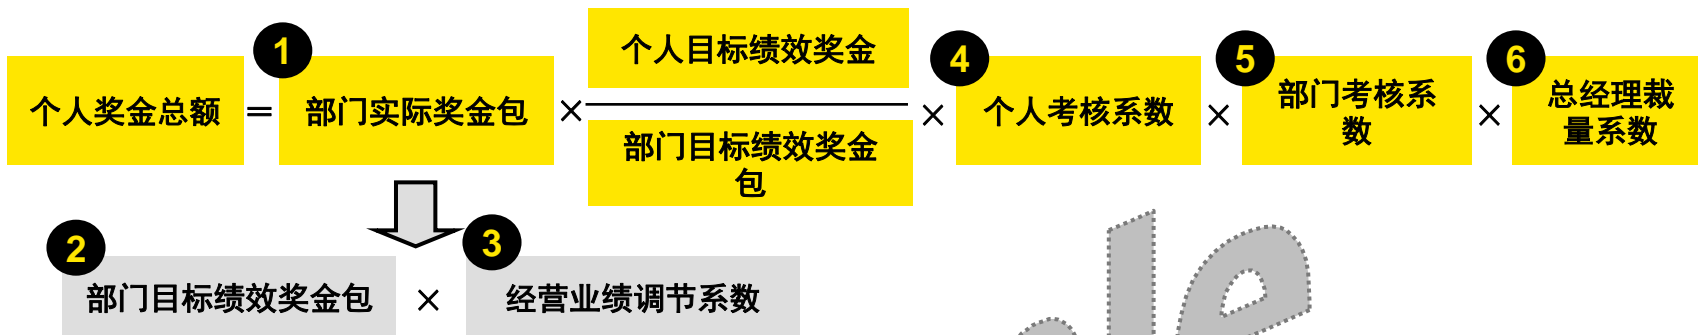 1
个人目标绩效奖金
4
5
6
个人奖金总额
=
部门实际奖金包
×
部门目标绩效奖金
包
×
个人考核系数
×
部门考核系
数
×
总经理裁
量系数
2
3
部门目标绩效奖金包
×
经营业绩调节系数